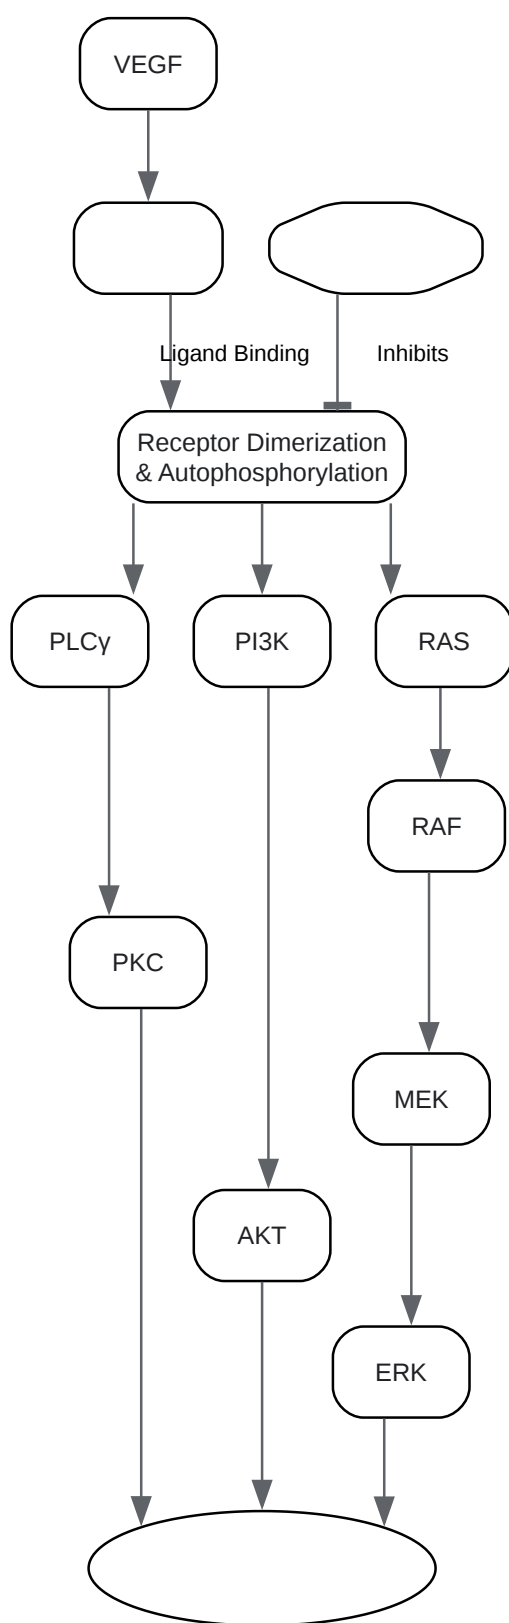 VEGF
Ligand Binding
Inhibits
Receptor Dimerization
& Autophosphorylation
PLCγ
PI3K
RAS
RAF
PKC
MEK
AKT
ERK